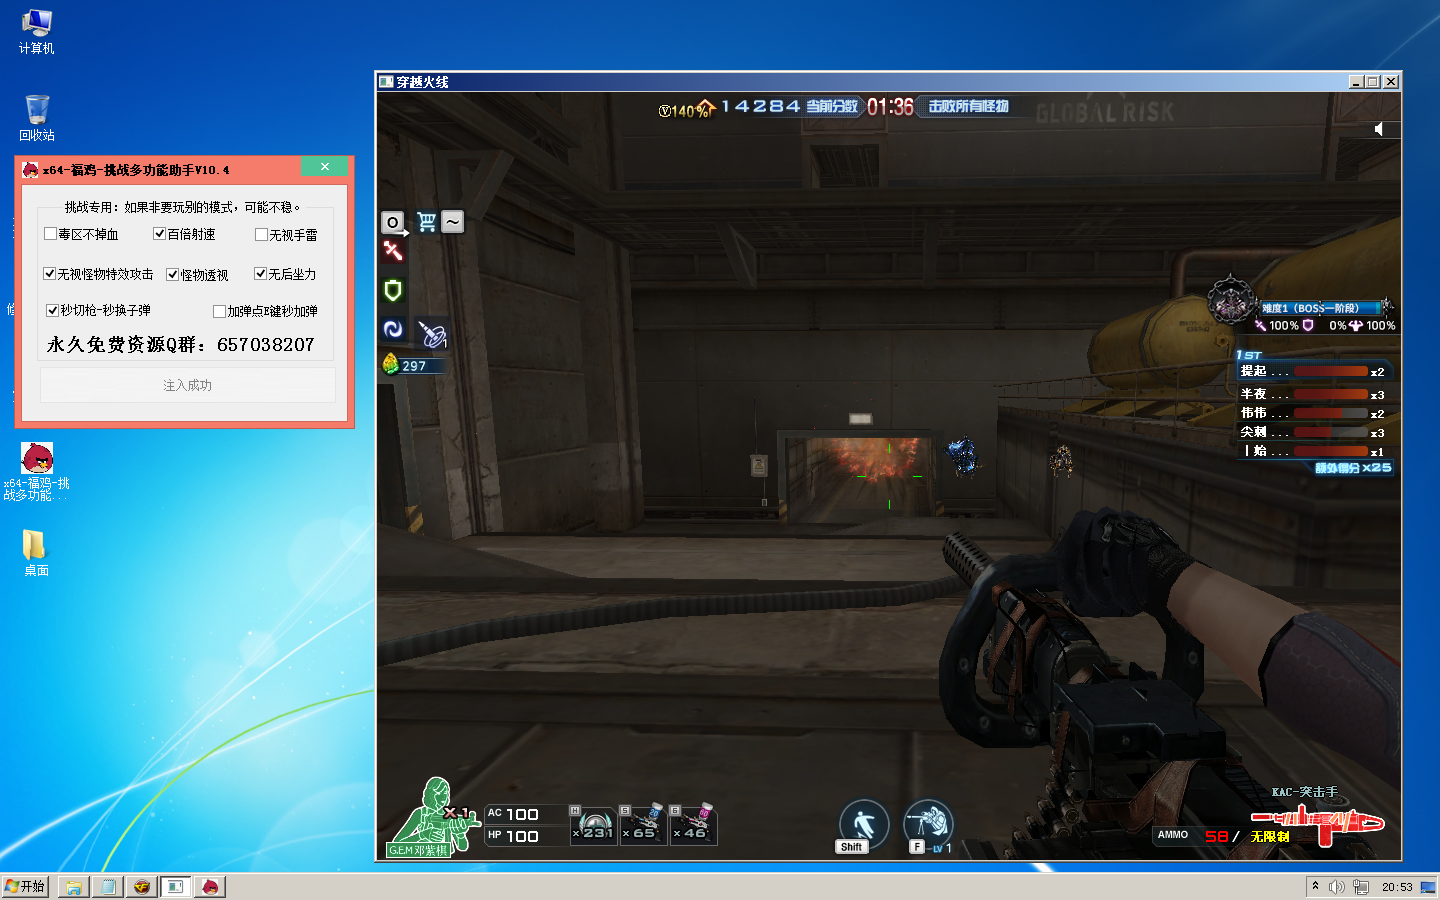 计算机
回收站
x64-福鸡-挑战多功能助手V10.4
挑战专用：如果非要玩别的模式，可能不稳。
毒区不掉血
百倍射速
无视手雷
无视怪物特效攻击
怪物透视
无后坐力
秒切枪-秒换子弹
加弹点E键秒加弹
永久免费资源Q群：657038207
注入成功
x64-福鸡-挑
战多功能...
桌面
穿越火线
140%
14284 当前分数
01:36
击败所有怪物
GLOBAL RISK
O
~
1
297
难度1（BOSS一阶段）
100%
0%
100%
1ST
提起 ... x2
半夜 ... x3
伟伟 ... x2
尖刺 ... x3
丨始 ... x1
额外得分 x25
x1
G.E.M邓紫棋
AC 100
HP 100
H
x 231
5
x 65
6
x 46
Shift
F
LV 1
KAC-突击手
AMMO 58 / 无限制
开始
20:53